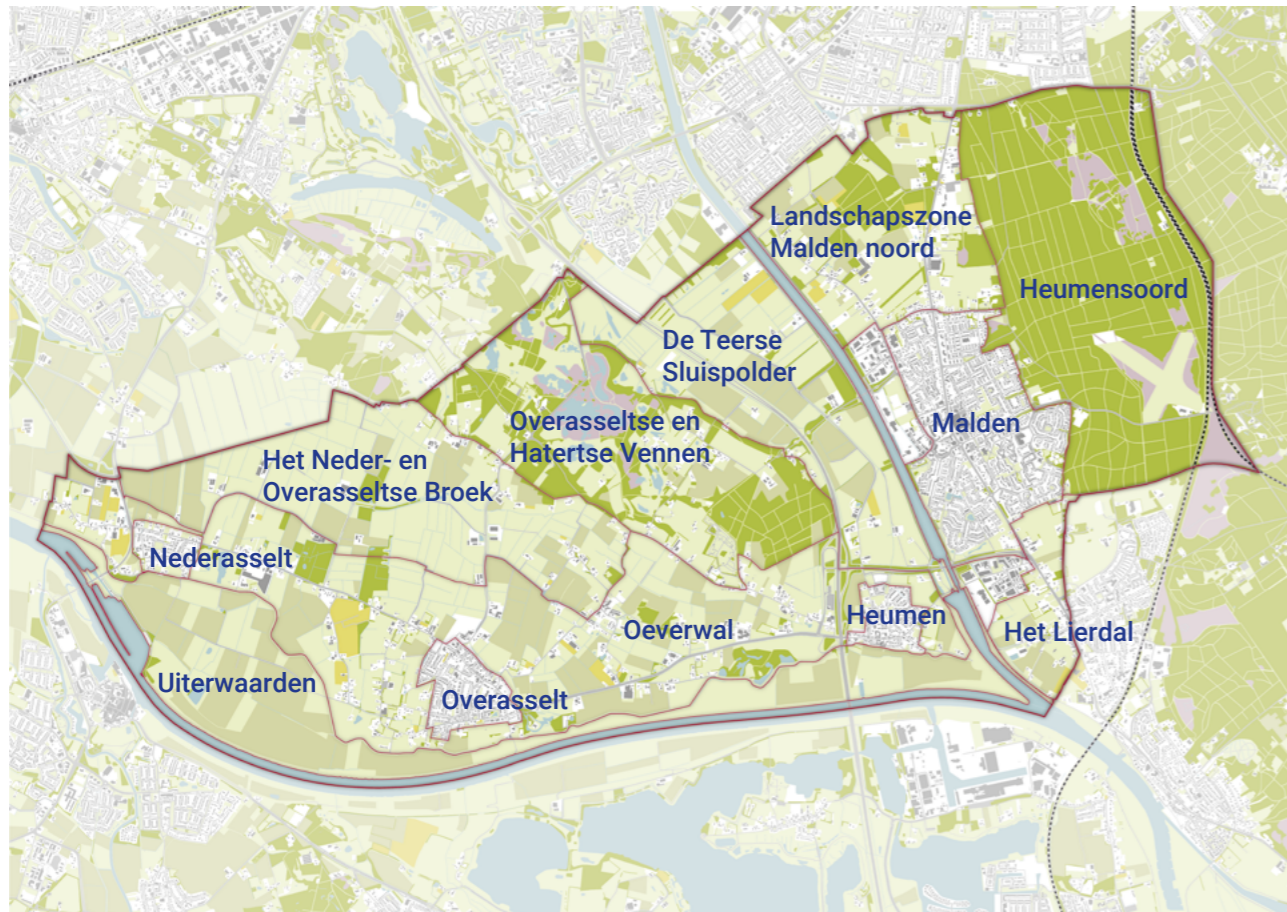 Landschapszone
Malden noord
Heumensoord
De Teerse
Sluispolder
Malden
Overasseltse en
Hatertse Vennen
Het Neder- en
Overasseltse Broek
Nederasselt
Oeverwal
Heumen
Het Lierdal
Uiterwaarden
Overasselt